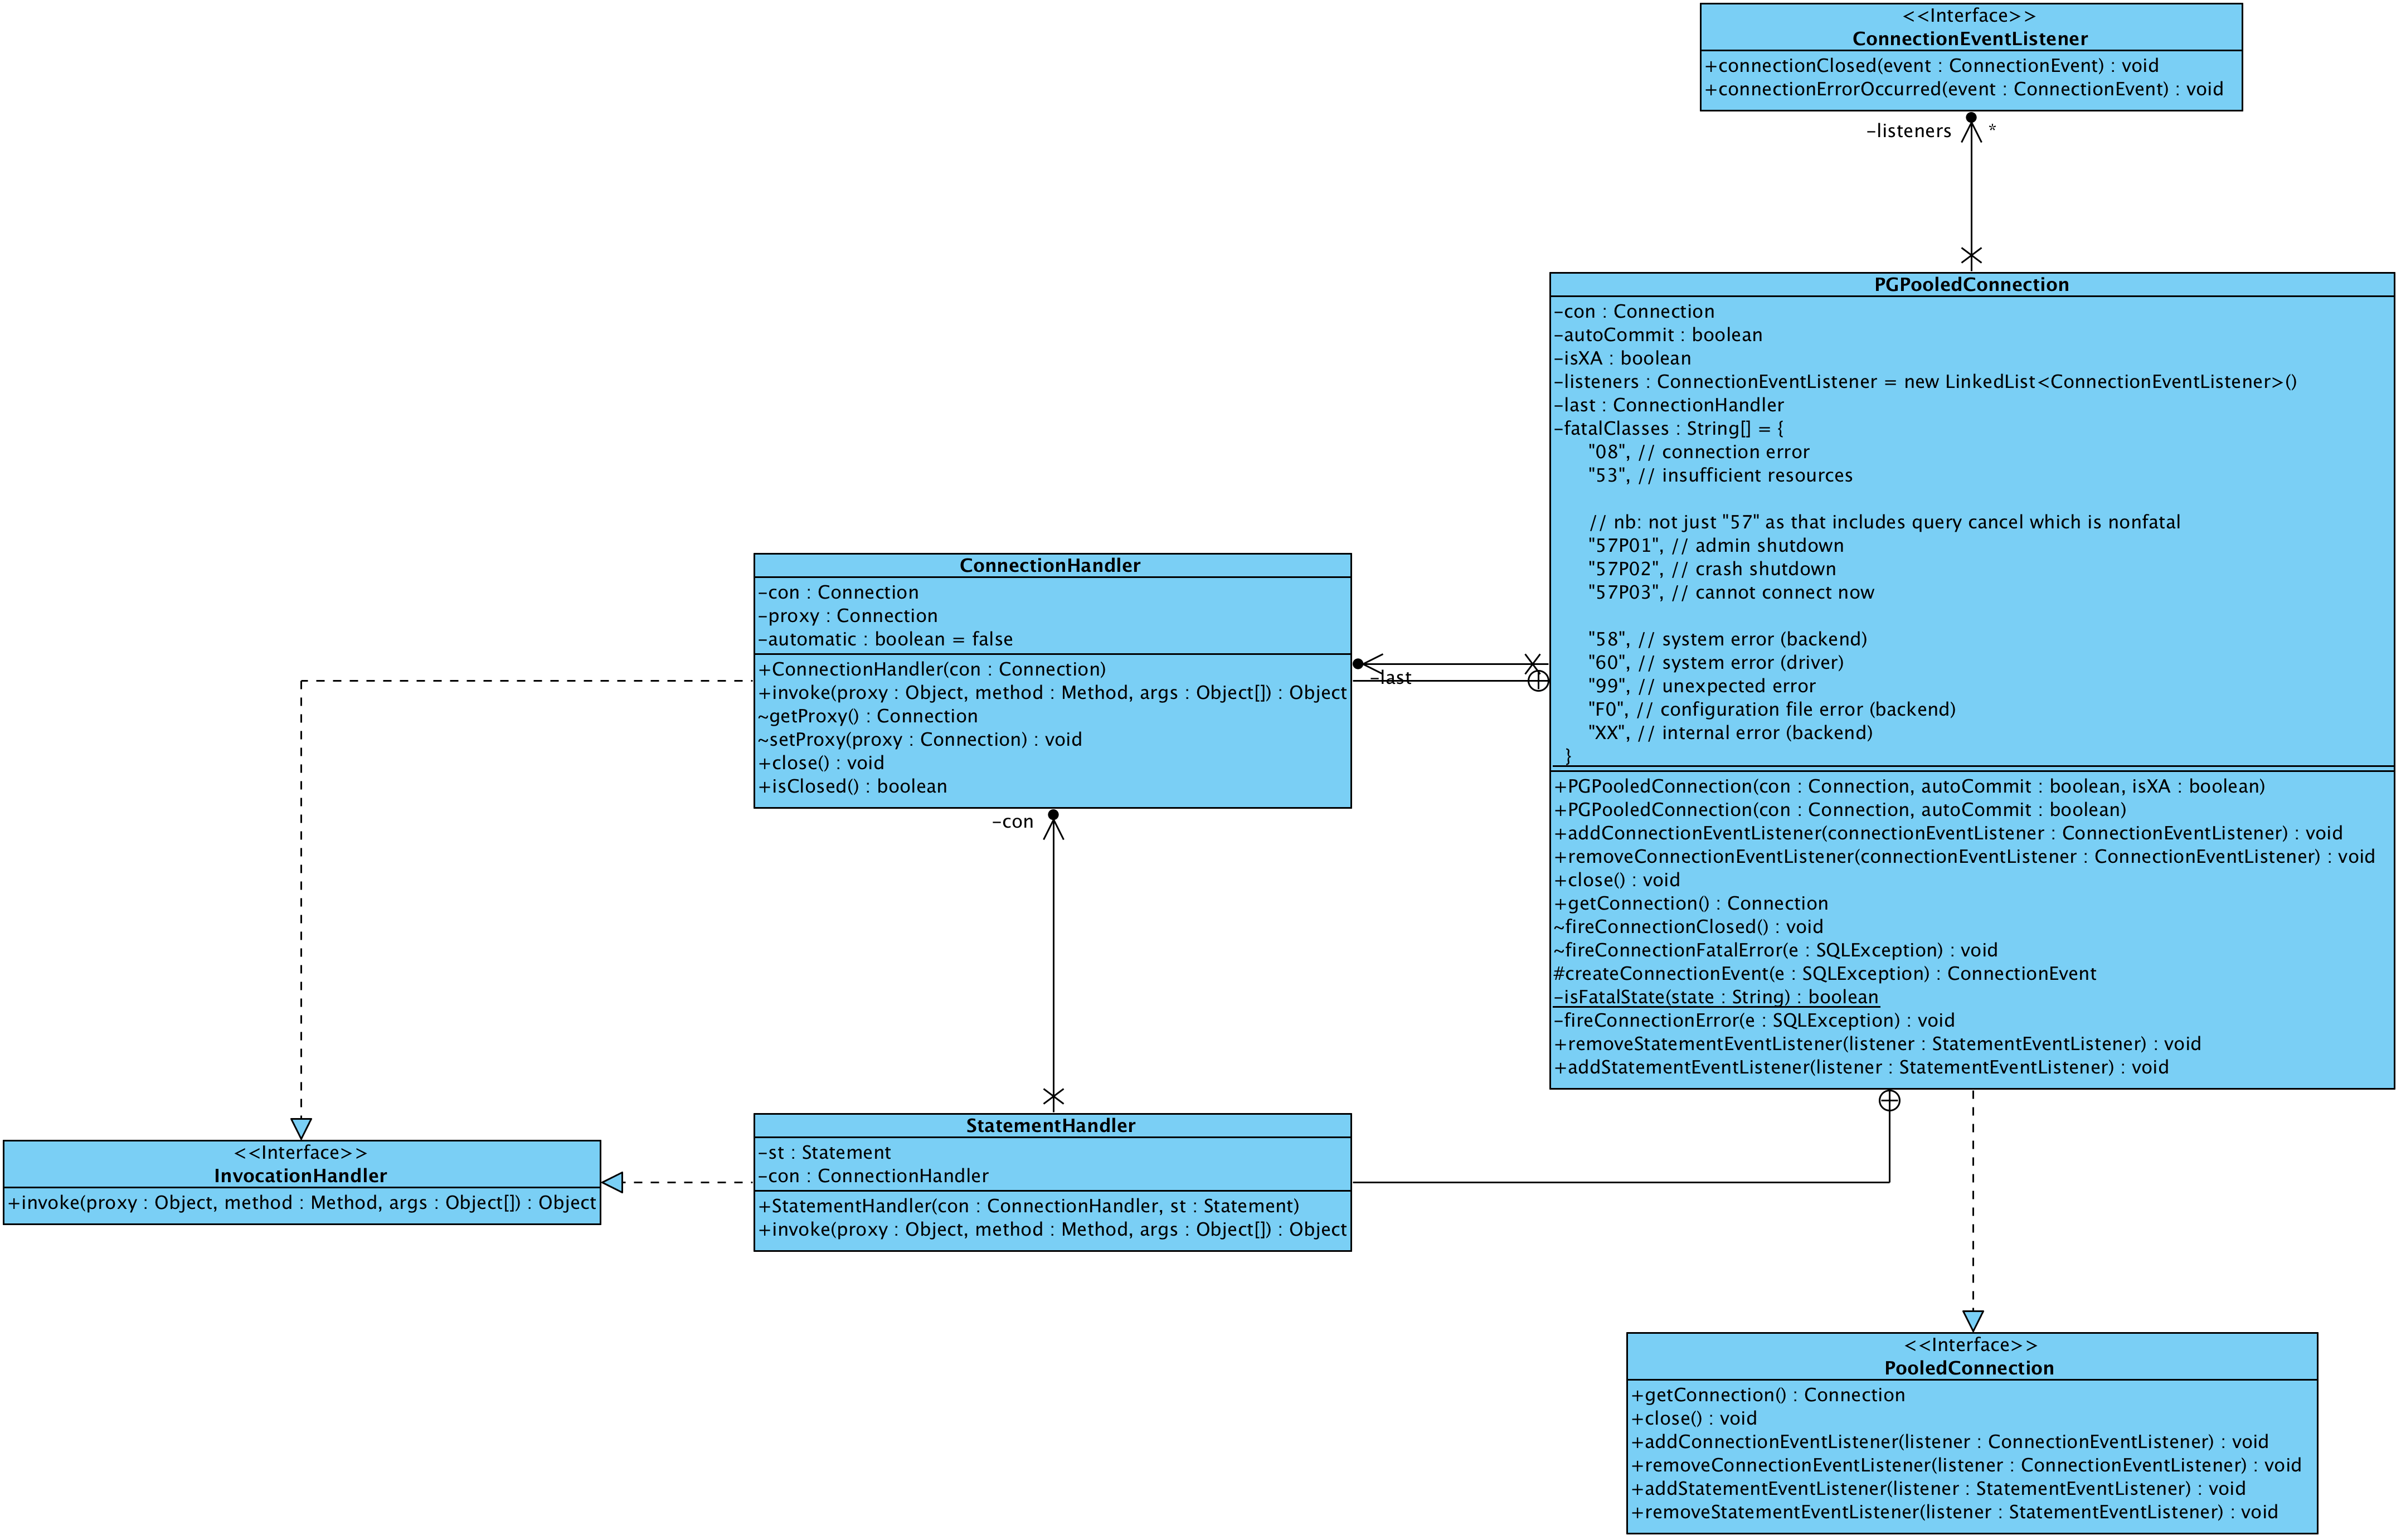 <<Interface>>
ConnectionEventListener
+connectionClosed(event : ConnectionEvent) : void
+connectionErrorOccurred(event : ConnectionEvent) : void
-listeners
*
PGPooledConnection
-con : Connection
-autoCommit : boolean
-isXA : boolean
-listeners : ConnectionEventListener = new LinkedList<ConnectionEventListener>()
-last : ConnectionHandler
-fatalClasses : String[] = {
"08", // connection error
"53", // insufficient resources
// nb: not just "57" as that includes query cancel which is nonfatal
"57P01", // admin shutdown
"57P02", // crash shutdown
"57P03", // cannot connect now
"58", // system error (backend)
"60", // system error (driver)
"99", // unexpected error
"F0", // configuration file error (backend)
"XX", // internal error (backend)
}
+PGPooledConnection(con : Connection, autoCommit : boolean, isXA : boolean)
+PGPooledConnection(con : Connection, autoCommit : boolean)
+addConnectionEventListener(connectionEventListener : ConnectionEventListener) : void
+removeConnectionEventListener(connectionEventListener : ConnectionEventListener) : void
+close() : void
+getConnection() : Connection
~fireConnectionClosed() : void
~fireConnectionFatalError(e : SQLException) : void
#createConnectionEvent(e : SQLException) : ConnectionEvent
-isFatalState(state : String) : boolean
-fireConnectionError(e : SQLException) : void
+removeStatementEventListener(listener : StatementEventListener) : void
+addStatementEventListener(listener : StatementEventListener) : void
ConnectionHandler
-con : Connection
-proxy : Connection
-automatic : boolean = false
+ConnectionHandler(con : Connection)
+invoke(proxy : Object, method : Method, args : Object[]) : Object
~getProxy() : Connection
~setProxy(proxy : Connection) : void
+close() : void
+isClosed() : boolean
-last
-con
StatementHandler
-st : Statement
-con : ConnectionHandler
+StatementHandler(con : ConnectionHandler, st : Statement)
+invoke(proxy : Object, method : Method, args : Object[]) : Object
<<Interface>>
InvocationHandler
+invoke(proxy : Object, method : Method, args : Object[]) : Object
<<Interface>>
PooledConnection
+getConnection() : Connection
+close() : void
+addConnectionEventListener(listener : ConnectionEventListener) : void
+removeConnectionEventListener(listener : ConnectionEventListener) : void
+addStatementEventListener(listener : StatementEventListener) : void
+removeStatementEventListener(listener : StatementEventListener) : void